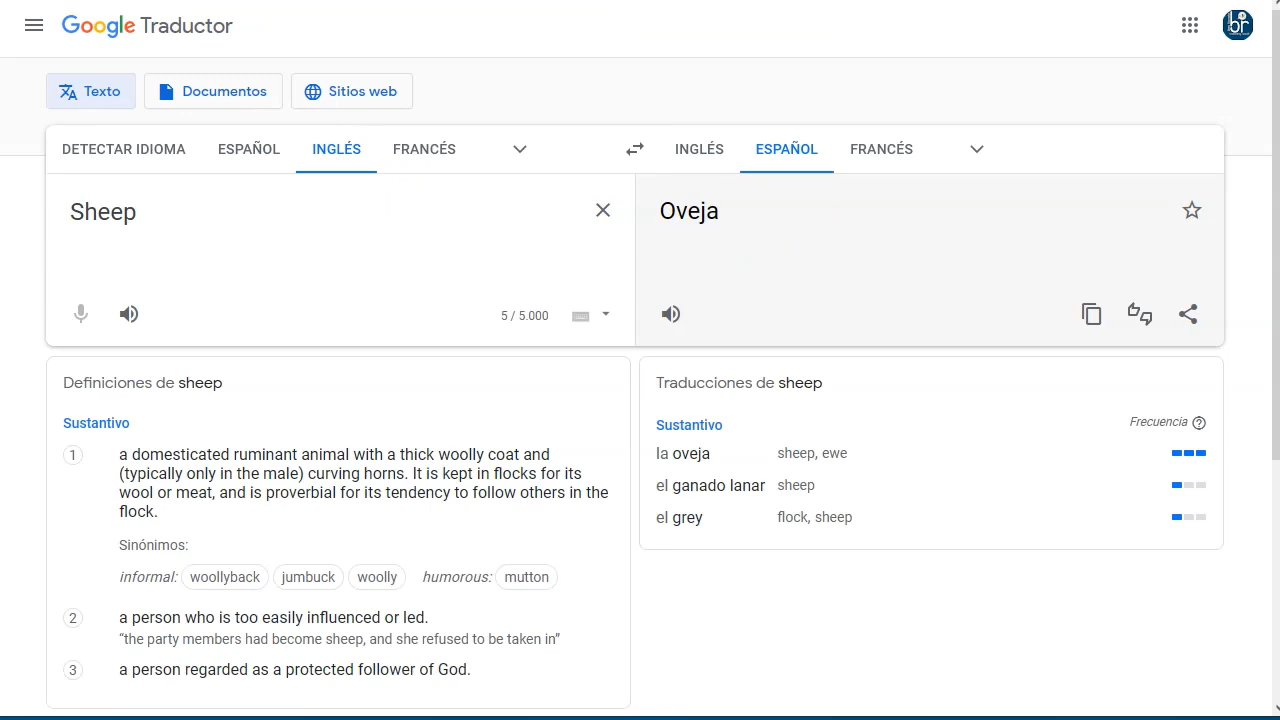 Google Traductor
br
Texto
Documentos
Sitios web
DETECTAR IDIOMA
ESPAÑOL
INGLÉS
FRANCÉS
INGLÉS
ESPAÑOL
FRANCÉS
Sheep
Oveja
5 / 5.000
Definiciones de sheep
Sustantivo
1
a domesticated ruminant animal with a thick woolly coat and
(typically only in the male) curving horns. It is kept in flocks for its
wool or meat, and is proverbial for its tendency to follow others in the
flock.
Sinónimos:
informal: woollyback jumbuck woolly humorous: mutton
2
a person who is too easily influenced or led.
“the party members had become sheep, and she refused to be taken in”
3
a person regarded as a protected follower of God.
Traducciones de sheep
Sustantivo
Frecuencia
la oveja sheep, ewe
el ganado lanar sheep
el grey flock, sheep